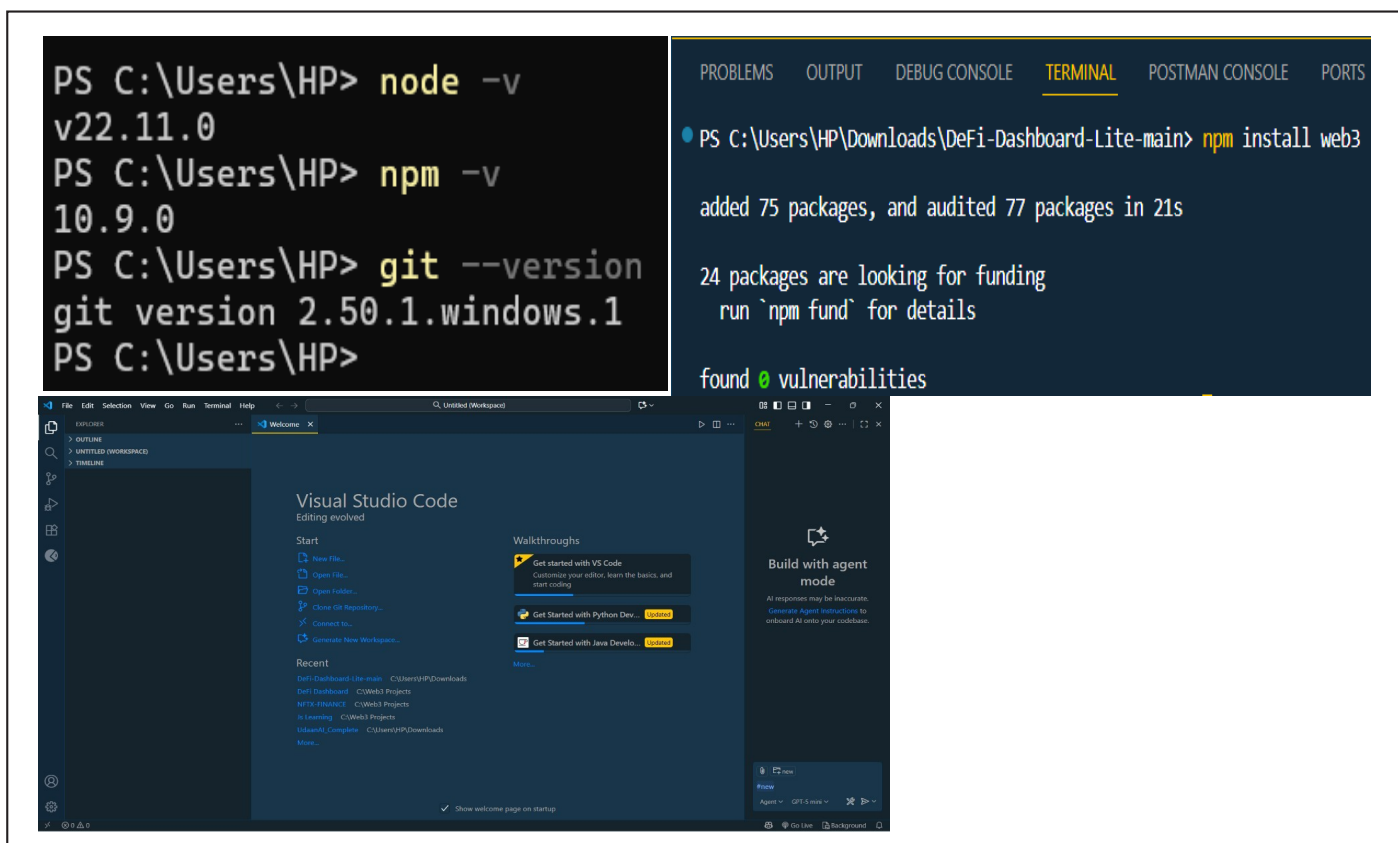 PS C:\Users\HP> node -v
v22.11.0
PS C:\Users\HP> npm -v
10.9.0
PS C:\Users\HP> git --version
git version 2.50.1.windows.1
PS C:\Users\HP>
PROBLEMS OUTPUT DEBUG CONSOLE TERMINAL POSTMAN CONSOLE PORTS
PS C:\Users\HP\Downloads\DeFi-Dashboard-Lite-main> npm install web3
added 75 packages, and audited 77 packages in 21s
24 packages are looking for funding
run `npm fund` for details
found 0 vulnerabilities
File Edit Selection View Go Run Terminal Help
Untitled (Workspace)
EXPLORER
OUTLINE
UNTITLED (WORKSPACE)
TIMELINE
Welcome
Visual Studio Code
Editing evolved
Start
New File...
Open File...
Open Folder...
Clone Git Repository...
Connect to...
Generate New Workspace...
Recent
DeFi-Dashboard-Lite-main C:\Users\HP\Downloads
DeFi Dashboard C:\Web3 Projects
NFTX-FINANCE C:\Web3 Projects
Is Learning C:\Web3 Projects
UdaanAI_Complete C:\Users\HP\Downloads
More...
Walkthroughs
Get started with VS Code
Customize your editor, learn the basics, and
start coding
Get Started with Python Dev... Updated
Get Started with Java Develo... Updated
More...
Show welcome page on startup
CHAT
Build with agent
mode
AI responses may be inaccurate.
Generate Agent Instructions to
onboard AI onto your codebase.
new
#new
Agent GPT-5 mini
0 0 0
Go Live Background